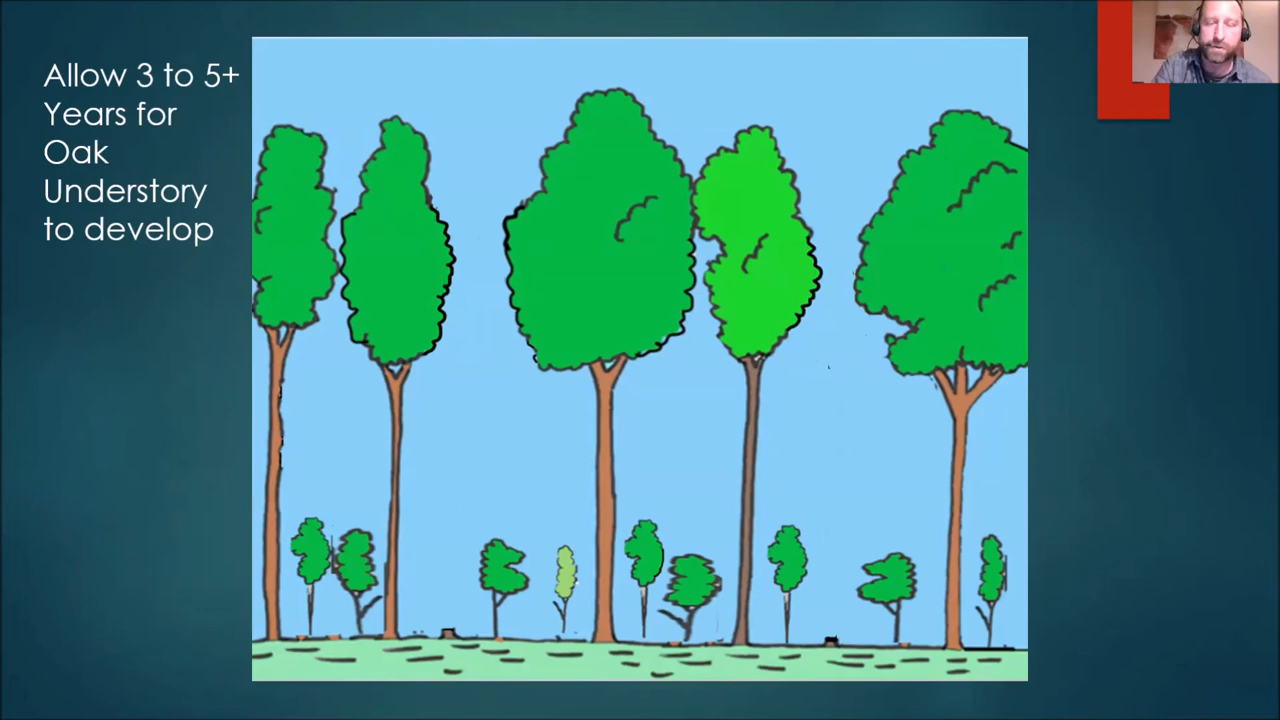 Allow 3 to 5+
Years for
Oak
Understory
to develop